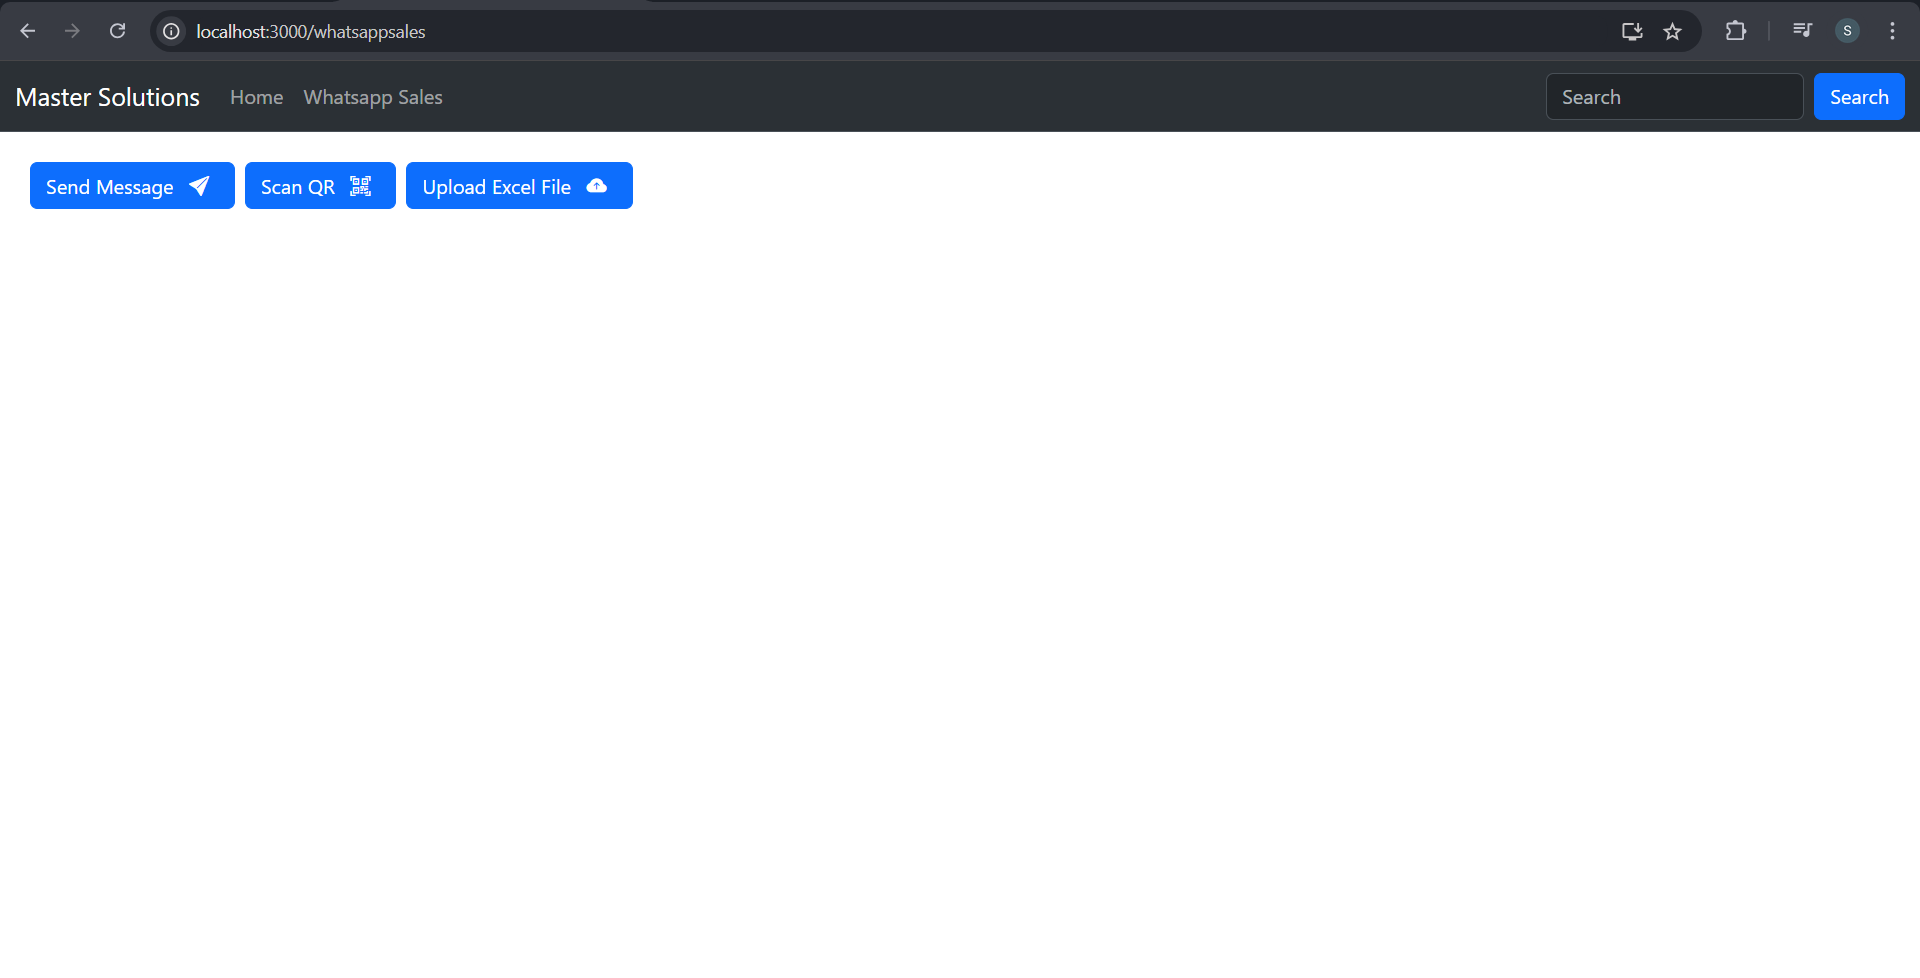 localhost:3000/whatsappsales
S
Master Solutions Home Whatsapp Sales Search Search
Send Message Scan QR Upload Excel File